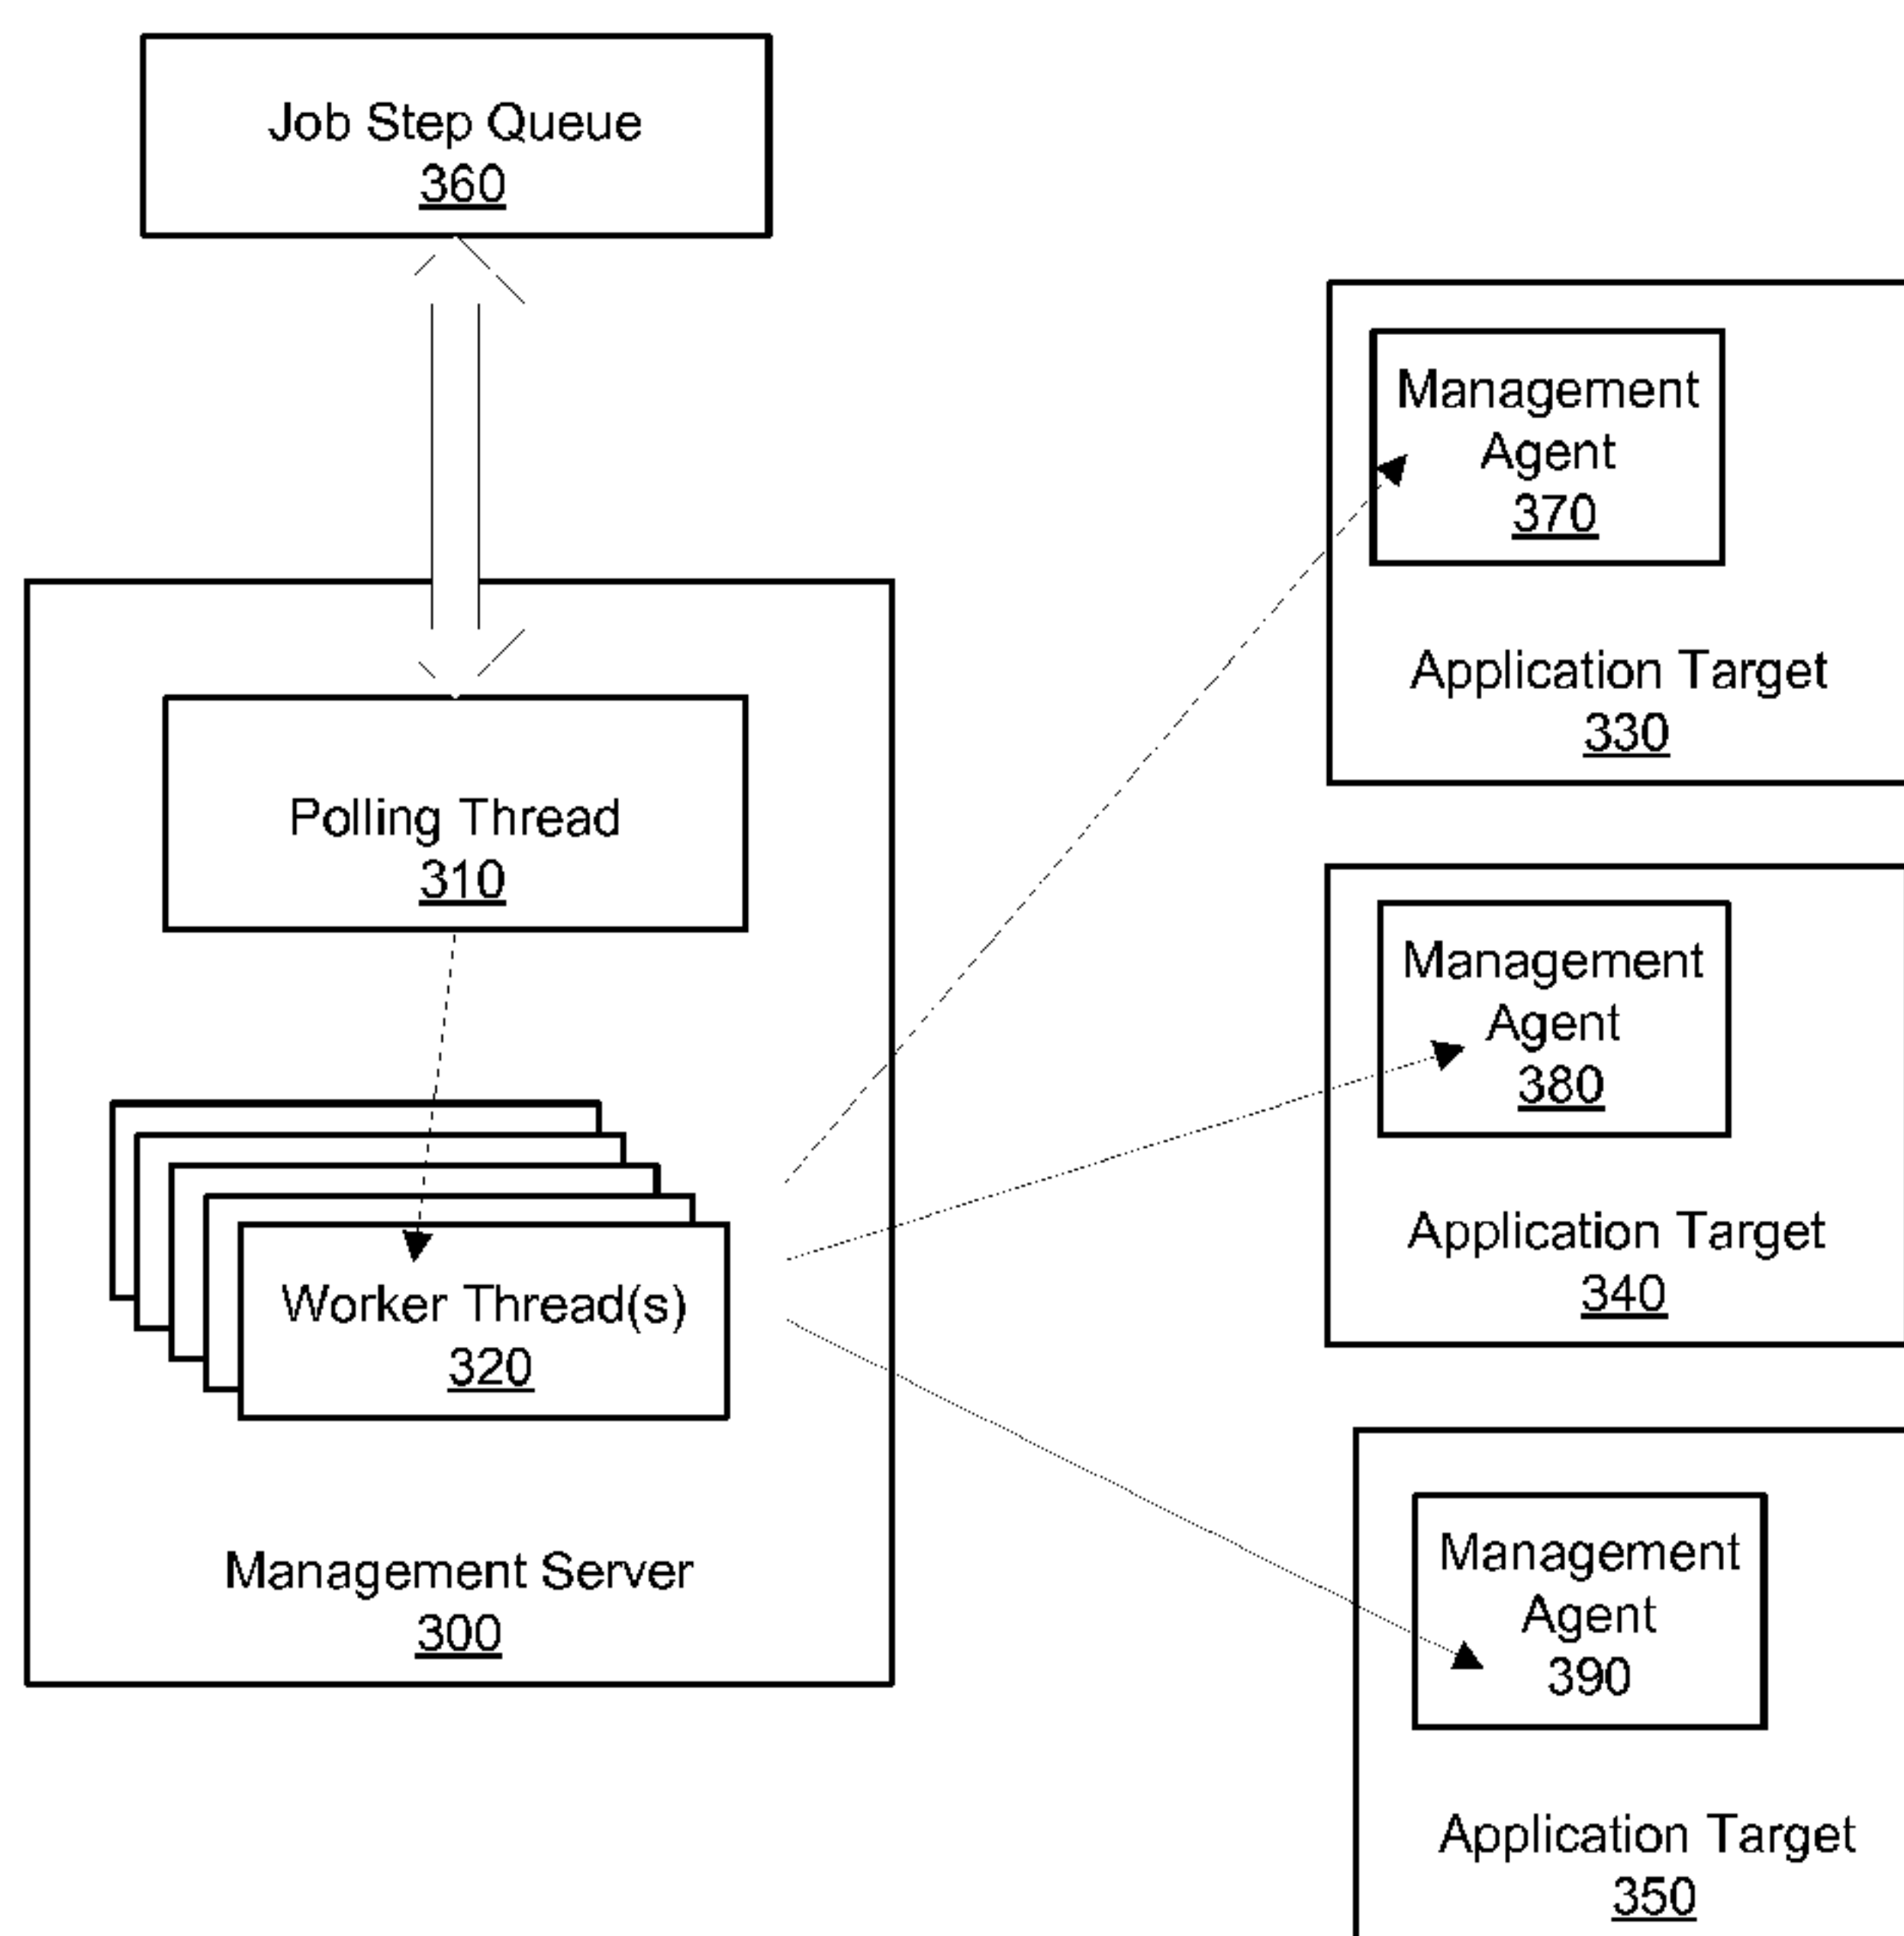 Job Step Queue
360
Polling Thread
310
Worker Thread(s)
320
Management Server
300
Management
Agent
370
Application Target
330
Management
Agent
380
Application Target
340
Management
Agent
390
Application Target
350